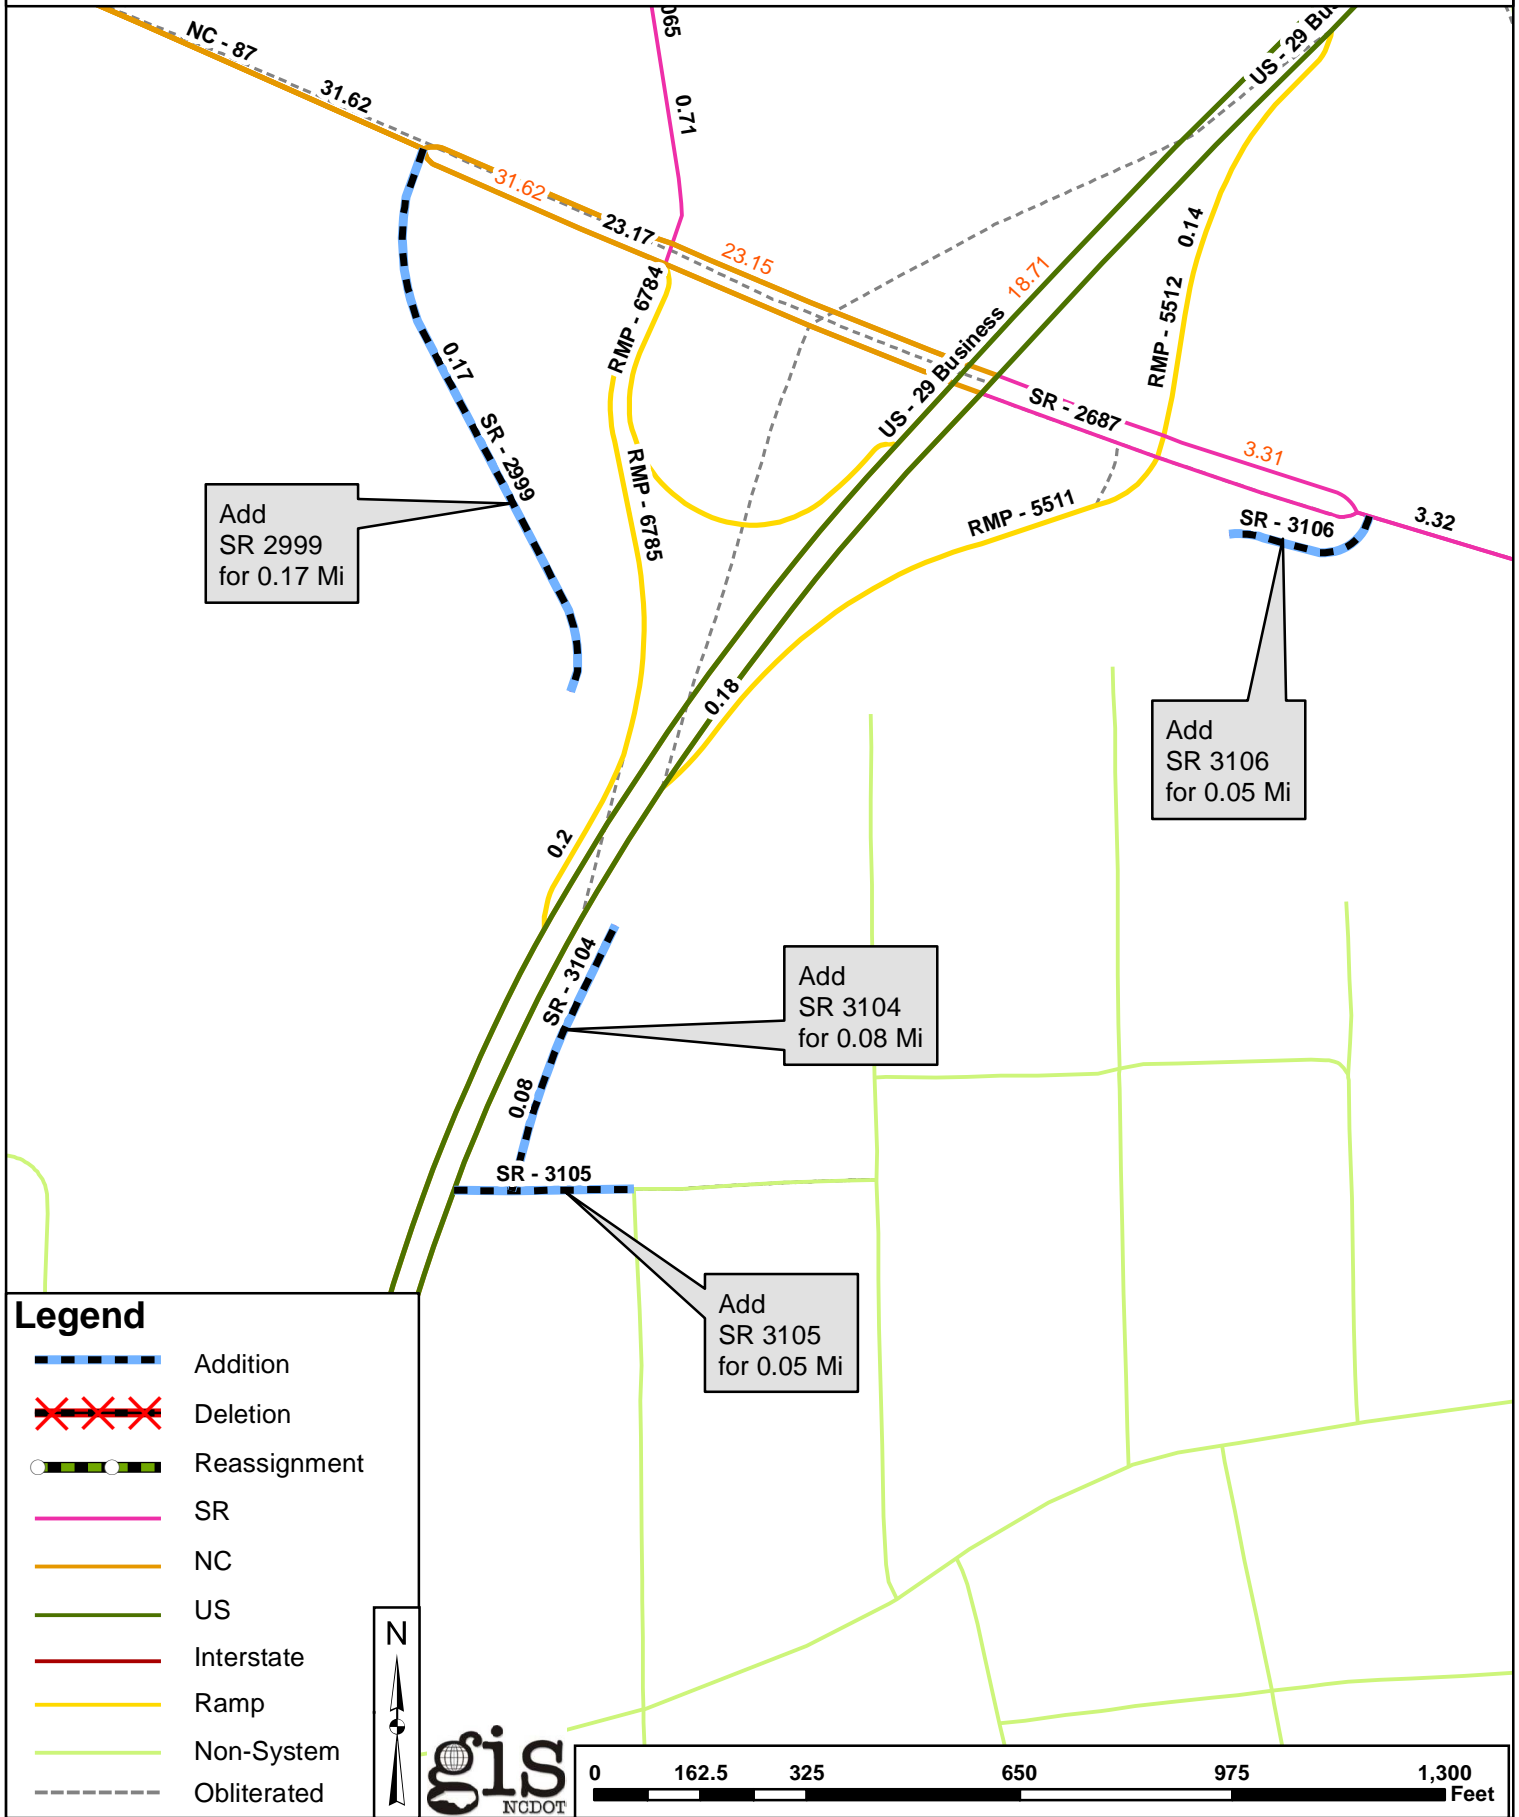 NC - 87
31.62
065
0.71
US - 29 Bus
31.62
23.17
23.15
18.71
0.14
RMP - 6784
RMP - 5512
US - 29 Business
0.17
SR - 2999
SR - 2687
3.31
RMP - 6785
RMP - 5511
SR - 3106
3.32
Add
SR 2999
for 0.17 Mi
0.18
Add
SR 3106
for 0.05 Mi
0.2
SR - 3104
Add
SR 3104
for 0.08 Mi
0.08
SR - 3105
Add
SR 3105
for 0.05 Mi
Legend
Addition
Deletion
Reassignment
SR
NC
US
Interstate
Ramp
Non-System
Obliterated
N
gis
NCDOT
0 162.5 325 650 975 1,300
Feet